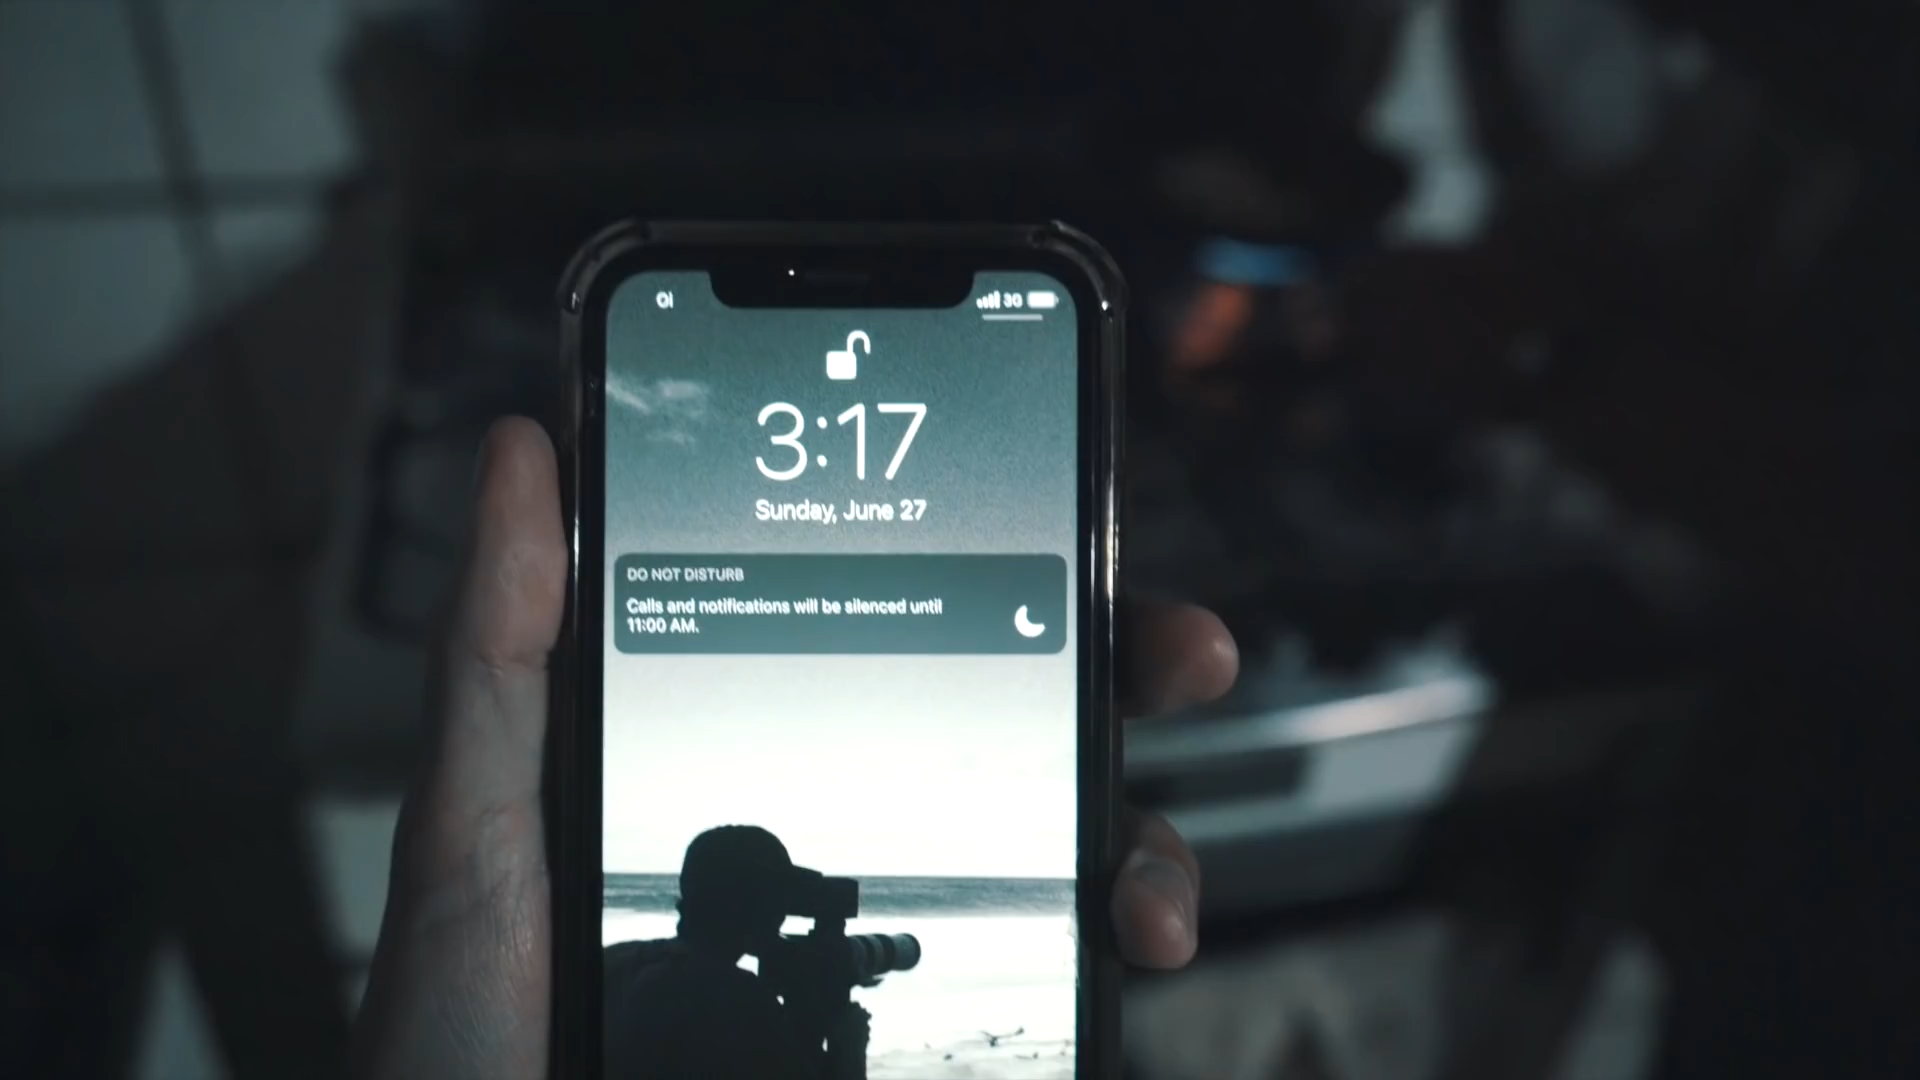 Oi
3G
3:17
Sunday, June 27
DO NOT DISTURB
Calls and notifications will be silenced until
11:00 AM.